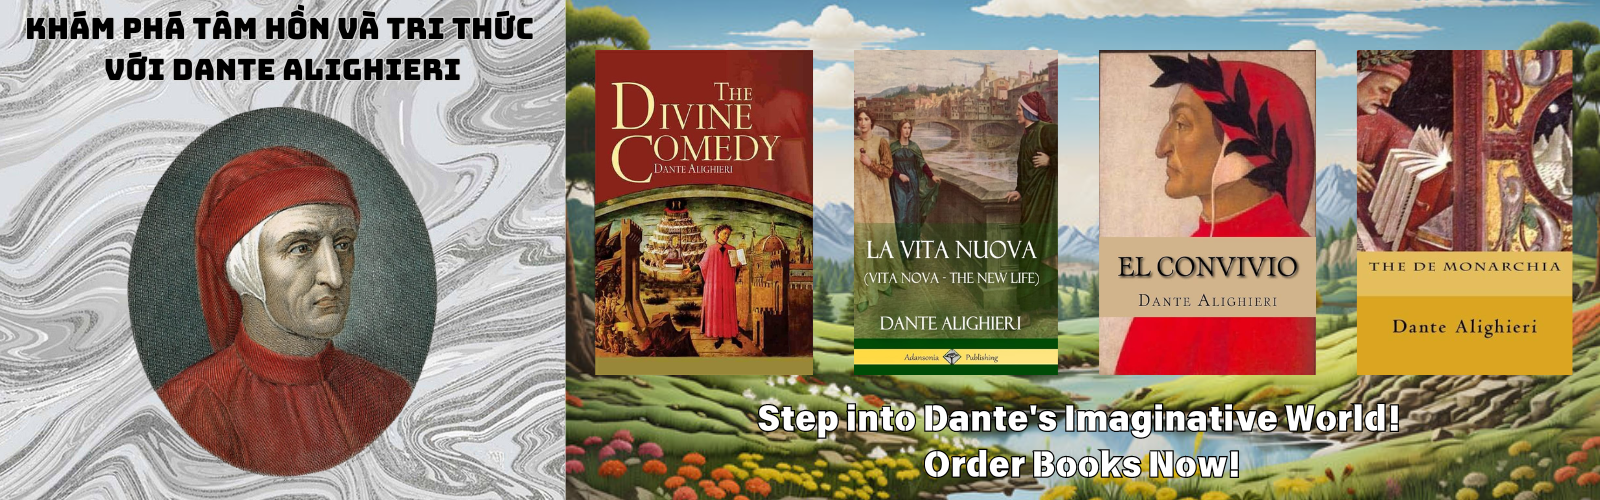 KHÁM PHÁ TÂM HỒN VÀ TRI THỨC
VỚI DANTE ALIGHIERI
THE
DIVINE
COMEDY
DANTE ALIGHIERI
LA VITA NUOVA
(VITA NOVA - THE NEW LIFE)
DANTE ALIGHIERI
Adansonia Publishing
EL CONVIVIO
DANTE ALIGHIERI
THE DE MONARCHIA
Dante Alighieri
Step into Dante's Imaginative World!
Order Books Now!